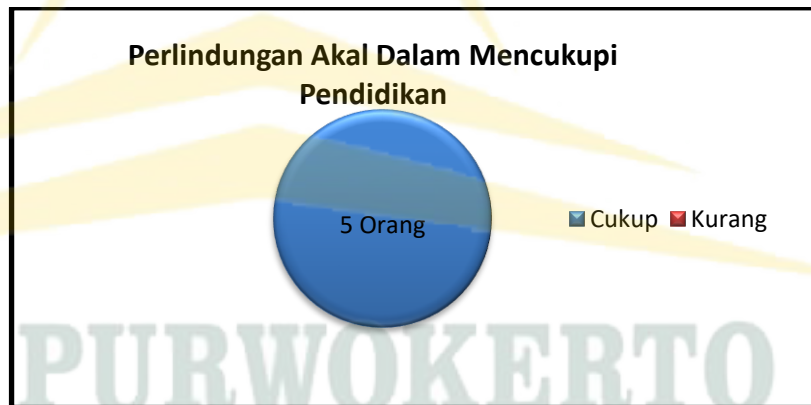 Perlindungan Akal Dalam Mencukupi
Pendidikan
5 Orang
Cukup Kurang
PURWOKERTO